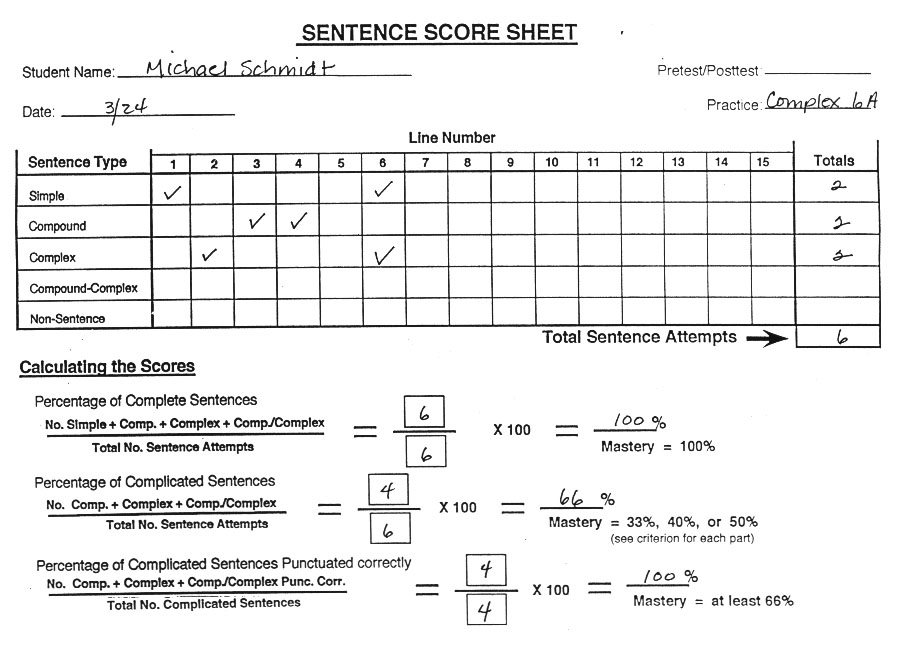 SENTENCE SCORE SHEET
Student Name: Michael Schmidt Pretest/Posttest:
Date: 3/24 Practice: Complex 6A
Line Number
Sentence Type 1 2 3 4 5 6 7 8 9 10 11 12 13 14 15 Totals
Simple ✓ ✓ 2
Compound ✓ ✓ 2
Complex ✓ ✓ 2
Compound-Complex
Non-Sentence
Total Sentence Attempts → 6
Calculating the Scores
Percentage of Complete Sentences
No. Simple + Comp. + Complex + Comp./Complex = 6 X 100 = 100 %
Total No. Sentence Attempts 6 Mastery = 100%
Percentage of Complicated Sentences
No. Comp. + Complex + Comp./Complex = 4 X 100 = 66 %
Total No. Sentence Attempts 6 Mastery = 33%, 40%, or 50%
(see criterion for each part)
Percentage of Complicated Sentences Punctuated correctly
No. Comp. + Complex + Comp./Complex Punc. Corr. = 4 X 100 = 100 %
Total No. Complicated Sentences 4 Mastery = at least 66%